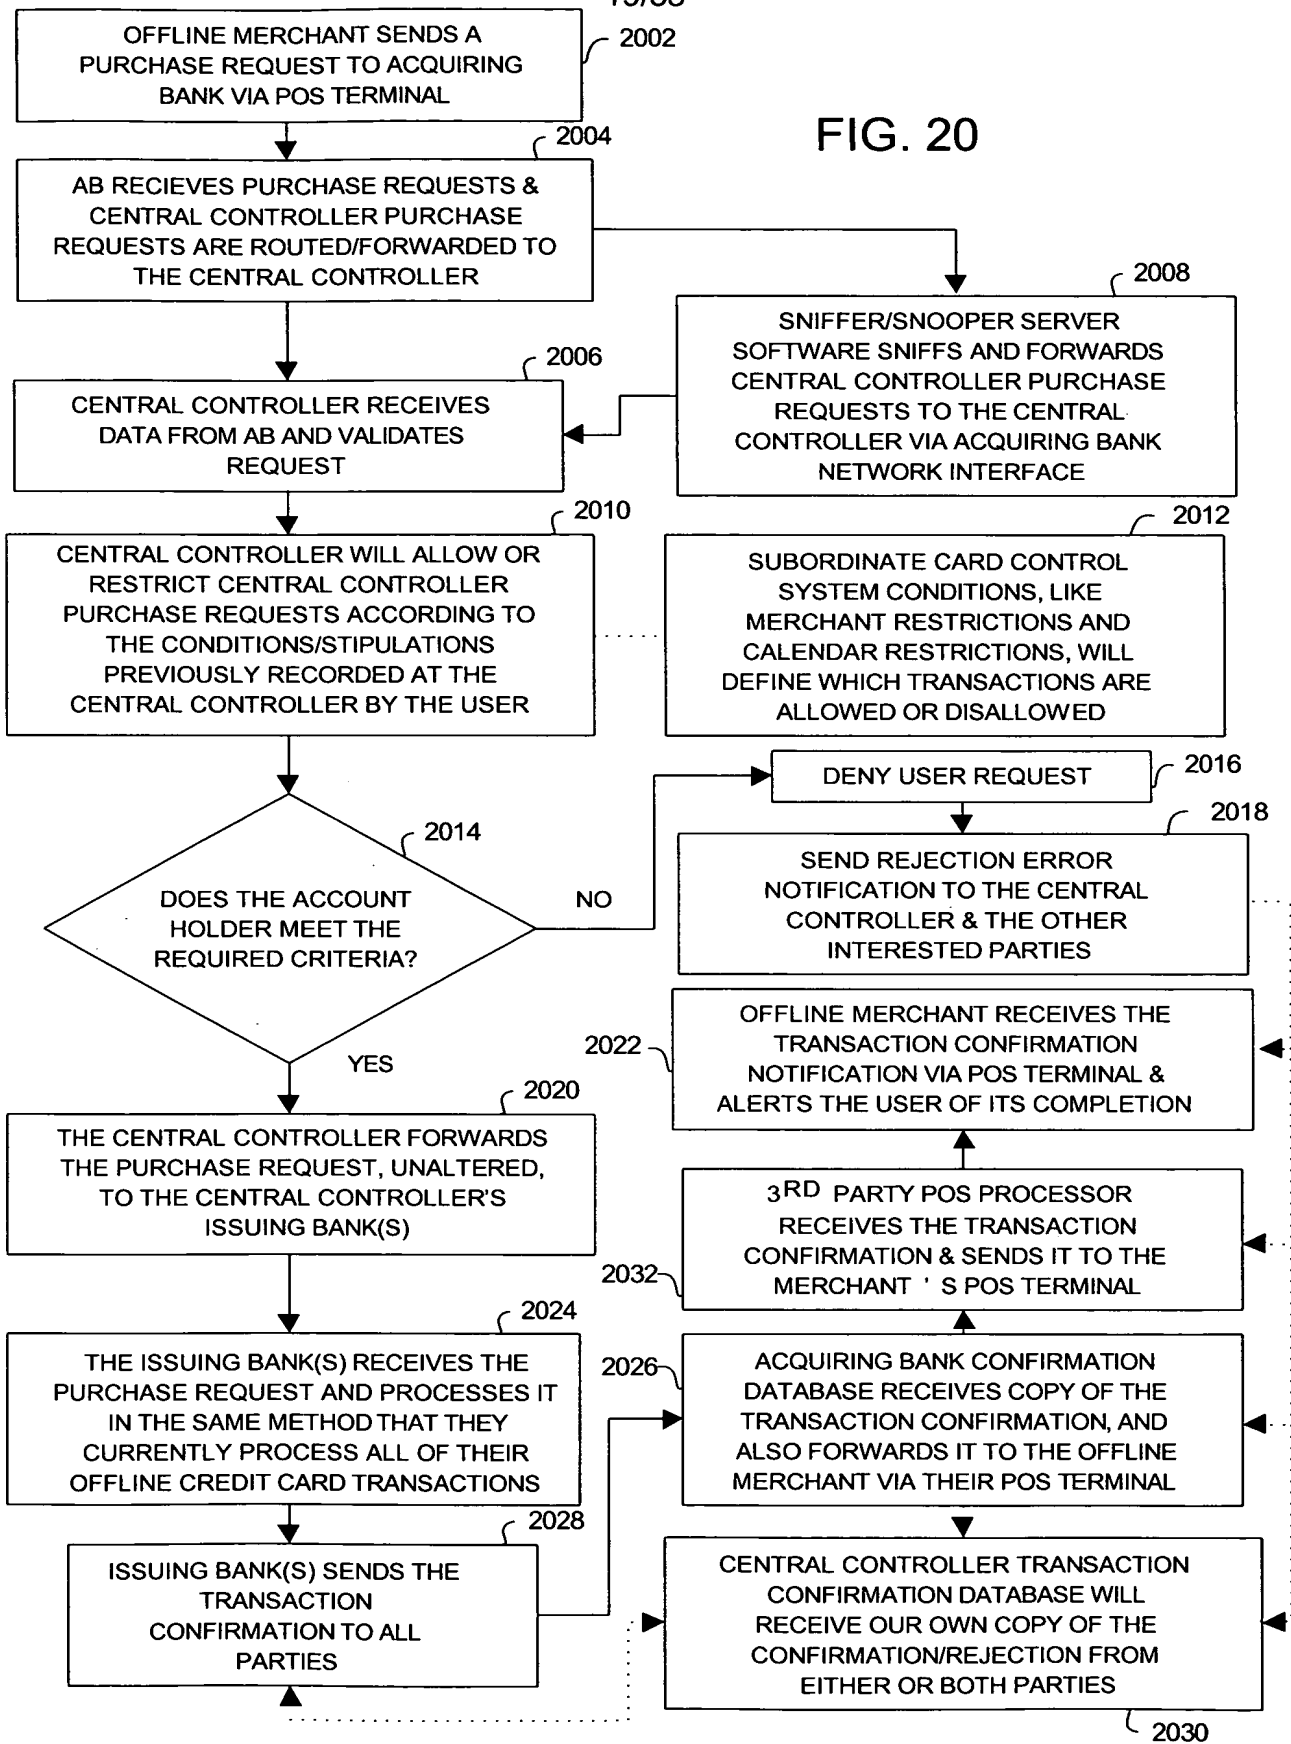 OFFLINE MERCHANT SENDS A
PURCHASE REQUEST TO ACQUIRING
BANK VIA POS TERMINAL
2002
FIG. 20
2004
AB RECIEVES PURCHASE REQUESTS &
CENTRAL CONTROLLER PURCHASE
REQUESTS ARE ROUTED/FORWARDED TO
THE CENTRAL CONTROLLER
2008
SNIFFER/SNOOPER SERVER
SOFTWARE SNIFFS AND FORWARDS
CENTRAL CONTROLLER PURCHASE
REQUESTS TO THE CENTRAL
CONTROLLER VIA ACQUIRING BANK
NETWORK INTERFACE
2006
CENTRAL CONTROLLER RECEIVES
DATA FROM AB AND VALIDATES
REQUEST
2010
CENTRAL CONTROLLER WILL ALLOW OR
RESTRICT CENTRAL CONTROLLER
PURCHASE REQUESTS ACCORDING TO
THE CONDITIONS/STIPULATIONS
PREVIOUSLY RECORDED AT THE
CENTRAL CONTROLLER BY THE USER
2012
SUBORDINATE CARD CONTROL
SYSTEM CONDITIONS, LIKE
MERCHANT RESTRICTIONS AND
CALENDAR RESTRICTIONS, WILL
DEFINE WHICH TRANSACTIONS ARE
ALLOWED OR DISALLOWED
2014
DOES THE ACCOUNT
HOLDER MEET THE
REQUIRED CRITERIA?
NO
YES
DENY USER REQUEST
2016
2018
SEND REJECTION ERROR
NOTIFICATION TO THE CENTRAL
CONTROLLER & THE OTHER
INTERESTED PARTIES
2022
OFFLINE MERCHANT RECEIVES THE
TRANSACTION CONFIRMATION
NOTIFICATION VIA POS TERMINAL &
ALERTS THE USER OF ITS COMPLETION
2020
THE CENTRAL CONTROLLER FORWARDS
THE PURCHASE REQUEST, UNALTERED,
TO THE CENTRAL CONTROLLER'S
ISSUING BANK(S)
2032
3RD PARTY POS PROCESSOR
RECEIVES THE TRANSACTION
CONFIRMATION & SENDS IT TO THE
MERCHANT ' S POS TERMINAL
2024
THE ISSUING BANK(S) RECEIVES THE
PURCHASE REQUEST AND PROCESSES IT
IN THE SAME METHOD THAT THEY
CURRENTLY PROCESS ALL OF THEIR
OFFLINE CREDIT CARD TRANSACTIONS
2026
ACQUIRING BANK CONFIRMATION
DATABASE RECEIVES COPY OF THE
TRANSACTION CONFIRMATION, AND
ALSO FORWARDS IT TO THE OFFLINE
MERCHANT VIA THEIR POS TERMINAL
2028
ISSUING BANK(S) SENDS THE
TRANSACTION
CONFIRMATION TO ALL
PARTIES
CENTRAL CONTROLLER TRANSACTION
CONFIRMATION DATABASE WILL
RECEIVE OUR OWN COPY OF THE
CONFIRMATION/REJECTION FROM
EITHER OR BOTH PARTIES
2030